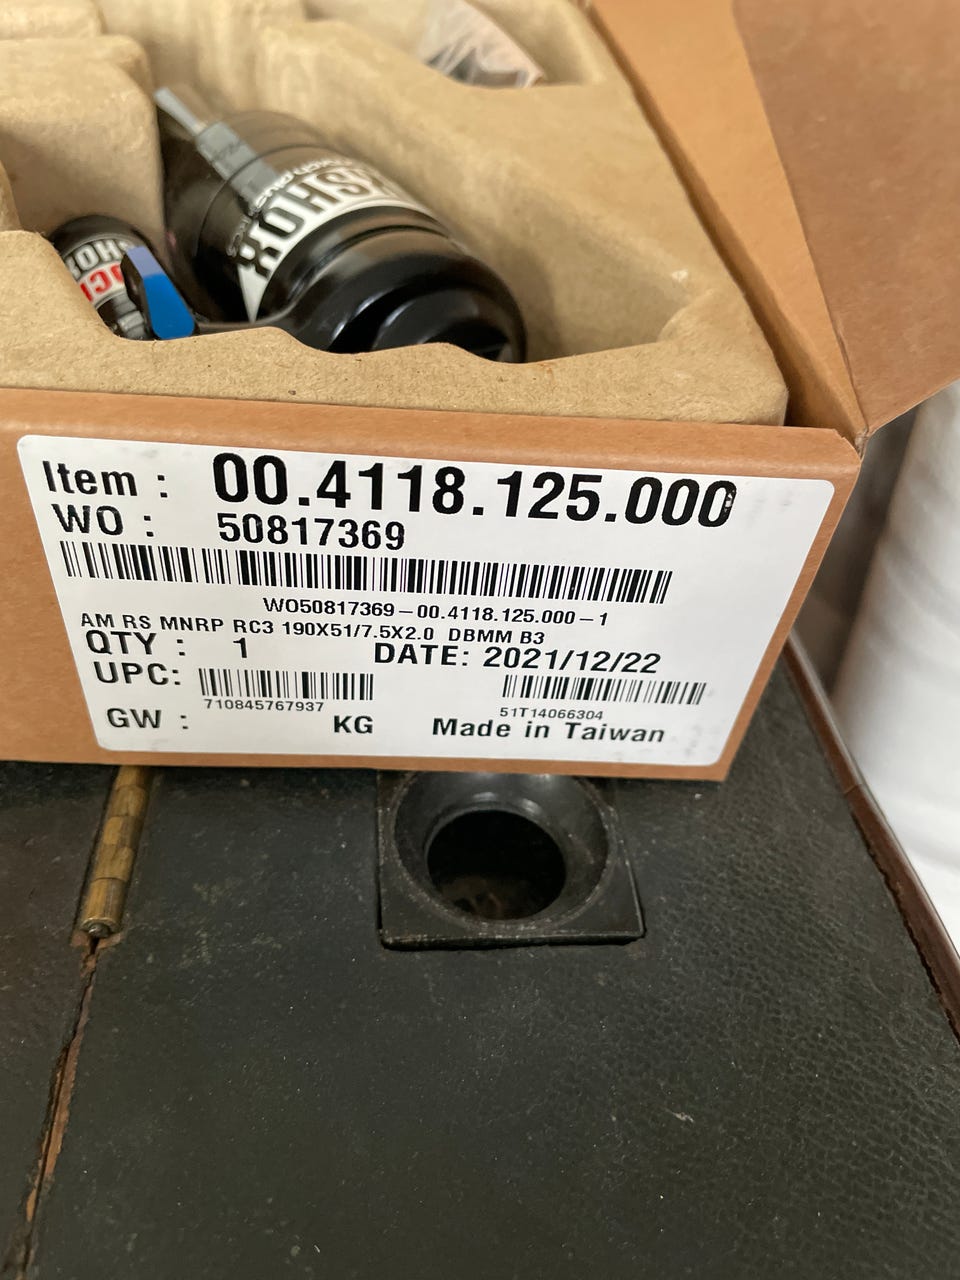 Item : 00.4118.125.000
WO : 50817369
WO50817369-00.4118.125.000-1
AM RS MNRP RC3 190X51/7.5X2.0 DBMM B3
QTY : 1 DATE: 2021/12/22
UPC:
710845767937 51T14066304
GW : KG Made in Taiwan